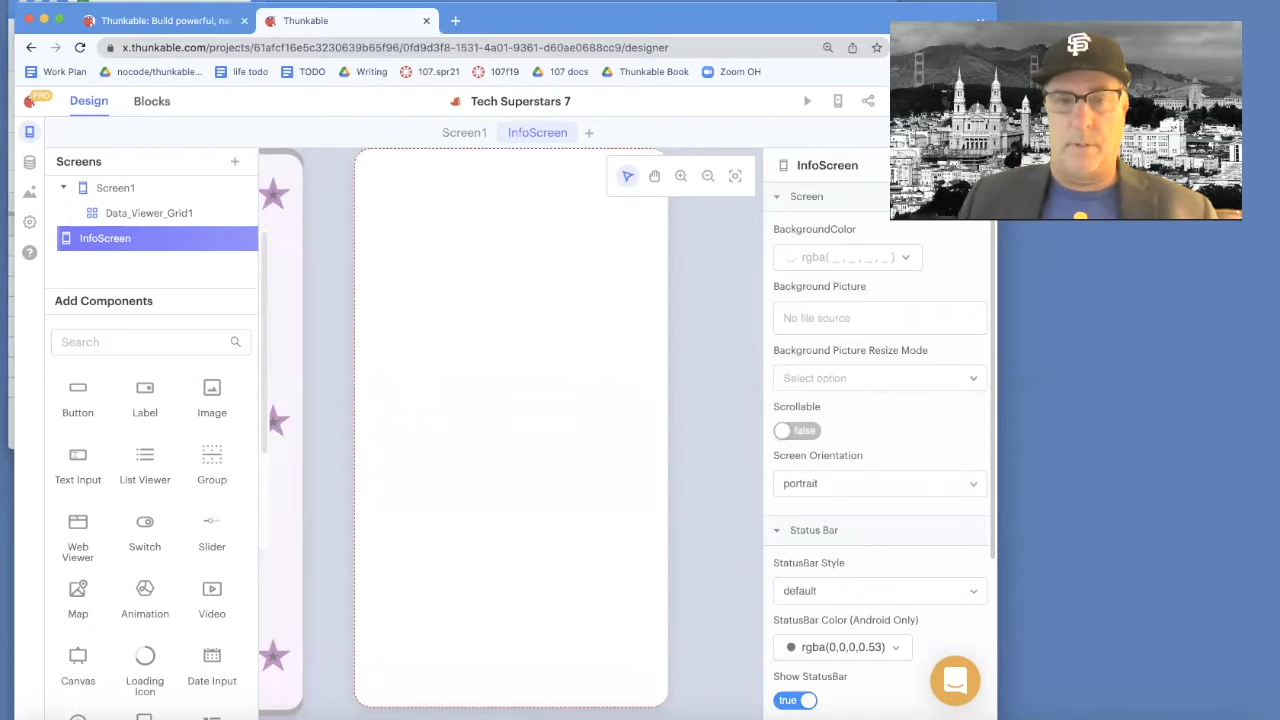 Thunkable: Build powerful, na
Thunkable
x.thunkable.com/projects/61afcf16e5c3230639b0c796/0fd9d3f8-1531-4a01-9361-d60ae0688cc9/designer
Work Plan
nocode/thunkable...
life todo
TODO
Writing
107.spr21
107f19
107 docs
Thunkable Book
Zoom OH
PRO
Design
Blocks
Tech Superstars 7
Screen1
InfoScreen
Screens
Screen1
Data_Viewer_Grid1
InfoScreen
Add Components
Search
Button
Label
Image
Text Input
List Viewer
Group
Web Viewer
Switch
Slider
Map
Animation
Video
Canvas
Loading Icon
Date Input
InfoScreen
Screen
BackgroundColor
rgba( _ , _ , _ , _ )
Background Picture
No file source
Background Picture Resize Mode
Select option
Scrollable
false
Screen Orientation
portrait
Status Bar
StatusBar Style
default
StatusBar Color (Android Only)
rgba(0,0,0,0.53)
Show StatusBar
true
SF